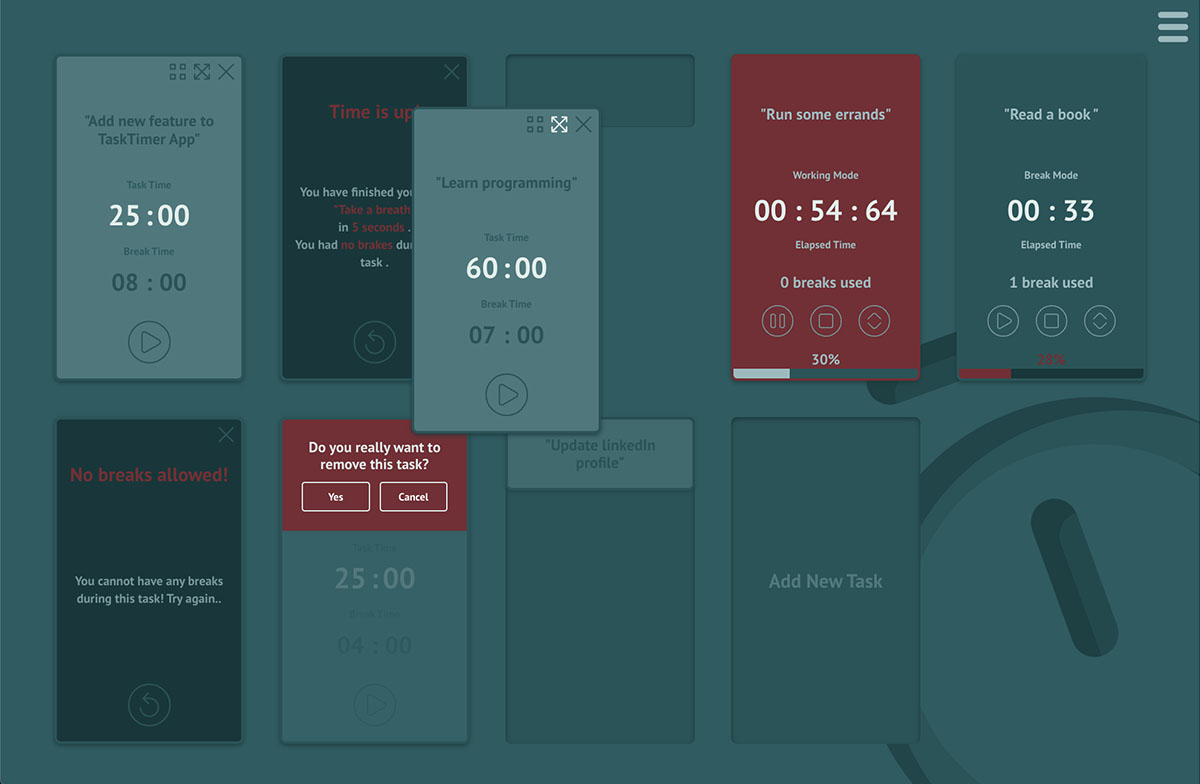 "Add new feature to
TaskTimer App"
Task Time
25:00
Break Time
08 : 00
Time is up!
You have finished you
"Take a breath
in 5 seconds .
You had no brakes du
task .
"Learn programming"
Task Time
60:00
Break Time
07 : 00
"Run some errands"
Working Mode
00 : 54 : 64
Elapsed Time
0 breaks used
30%
"Read a book "
Break Mode
00 : 33
Elapsed Time
1 break used
28%
No breaks allowed!
You cannot have any breaks
during this task! Try again..
Do you really want to
remove this task?
Yes
Cancel
Task Time
25:00
Break Time
04 : 00
"Update linkedIn
profile"
Add New Task